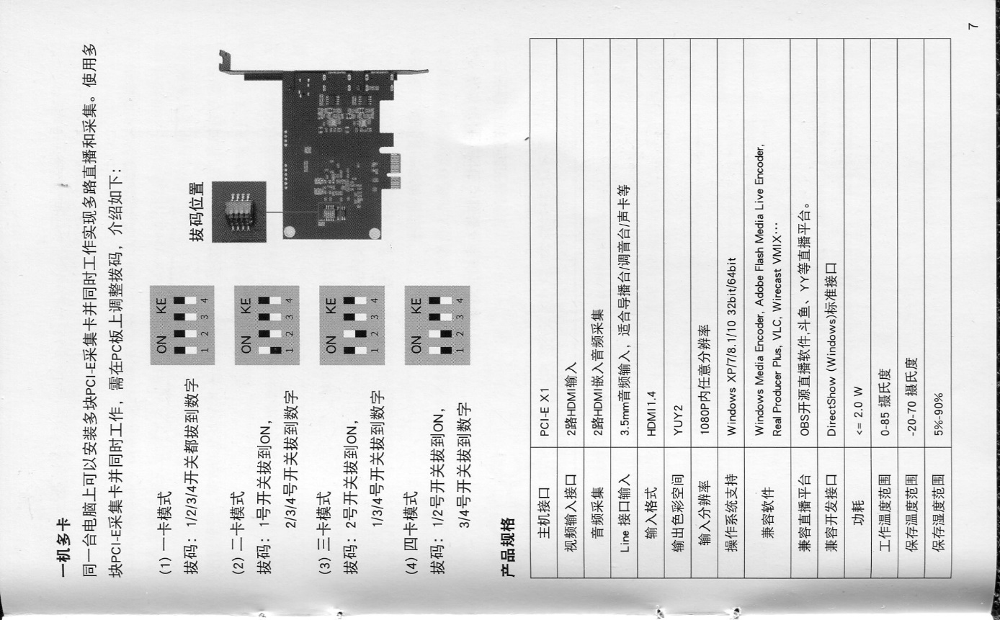 一机多卡
同一台电脑上可以安装多块PCI-E采集卡并同时工作实现多路直播和采集。使用多
块PCI-E采集卡并同时工作，需在PC板上调整拨码，介绍如下：
(1) 一卡模式
拔码：1/2/3/4开关都拔到数字
ON KE
1 2 3 4
(2) 二卡模式
拔码：1号开关拔到ON，
2/3/4号开关拔到数字
ON KE
1 2 3 4
(3) 三卡模式
拔码：2号开关拔到ON，
1/3/4号开关拔到数字
ON KE
1 2 3 4
(4) 四卡模式
拔码：1/2号开关拔到ON，
3/4号开关拔到数字
ON KE
1 2 3 4
拔码位置
产品规格
主机接口 PCI-E X1
视频输入接口 2路HDMI输入
音频采集 2路HDMI嵌入音频采集
Line 接口输入 3.5mm音频输入，适合导播台/调音台/声卡等
输入格式 HDMI1.4
输出色彩空间 YUY2
输入分辨率 1080P内任意分辨率
操作系统支持 Windows XP/7/8.1/10 32bit/64bit
兼容软件 Windows Media Encoder, Adobe Flash Media Live Encoder,
Real Producer Plus, VLC, Wirecast VMIX…
兼容直播平台 OBS开源直播软件,斗鱼、YY等直播平台。
兼容开发接口 DirectShow (Windows)标准接口
功耗 <= 2.0 W
工作温度范围 0-85 摄氏度
保存温度范围 -20-70 摄氏度
保存湿度范围 5%-90%
7